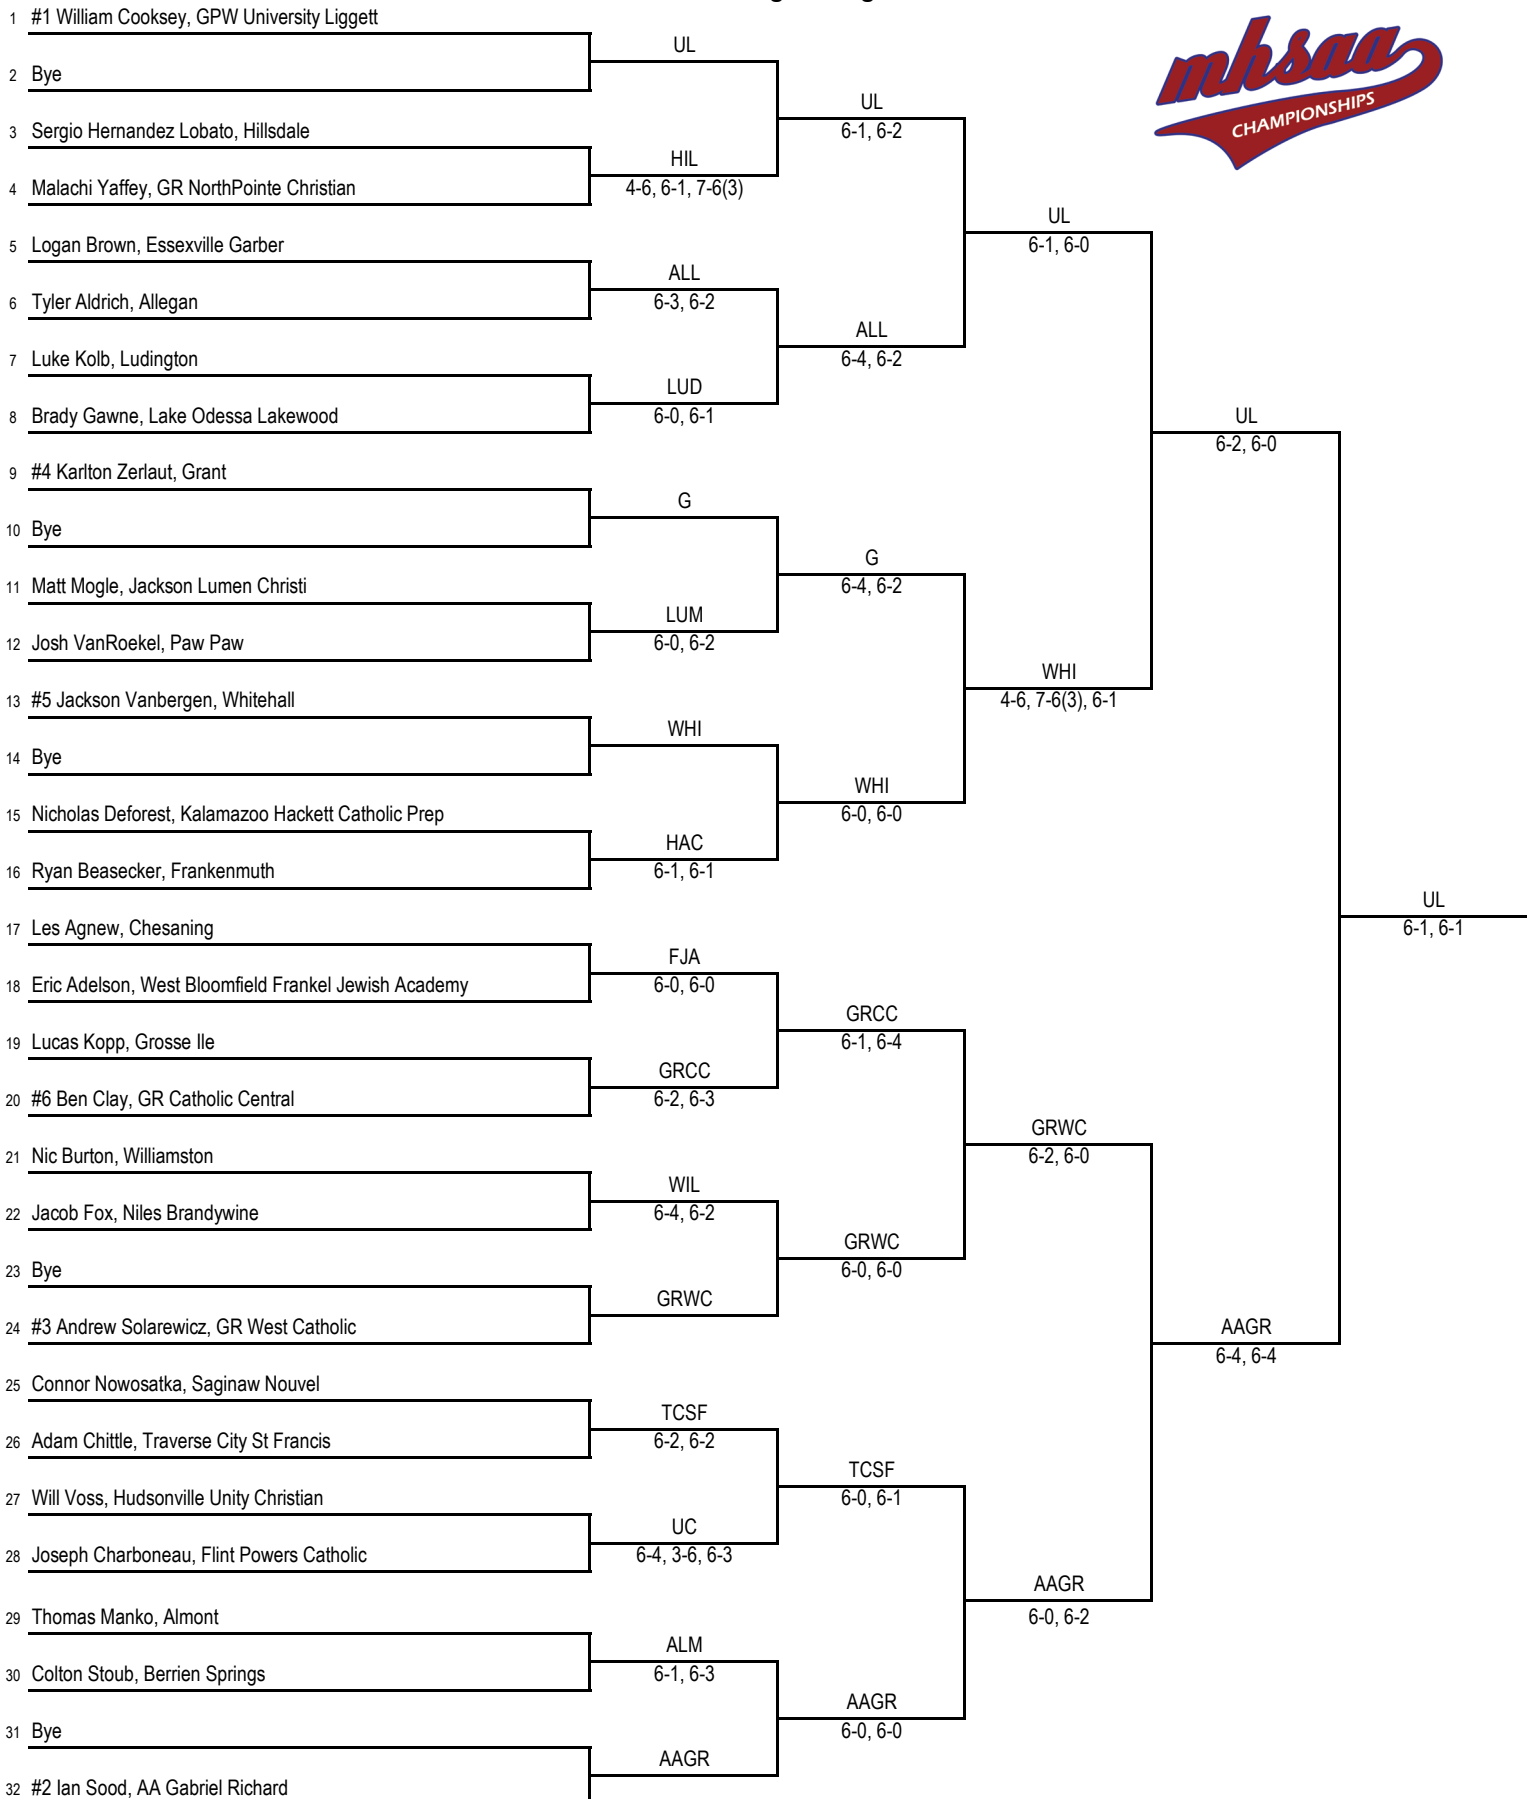 1 #1 William Cooksey, GPW University Liggett
UL
2 Bye
UL
6-1, 6-2
3 Sergio Hernandez Lobato, Hillsdale
HIL
4-6, 6-1, 7-6(3)
4 Malachi Yaffey, GR NorthPointe Christian
UL
6-1, 6-0
5 Logan Brown, Essexville Garber
ALL
6-3, 6-2
6 Tyler Aldrich, Allegan
ALL
6-4, 6-2
7 Luke Kolb, Ludington
LUD
6-0, 6-1
8 Brady Gawne, Lake Odessa Lakewood
UL
6-2, 6-0
9 #4 Karlton Zerlaut, Grant
G
10 Bye
G
6-4, 6-2
11 Matt Mogle, Jackson Lumen Christi
LUM
6-0, 6-2
12 Josh VanRoekel, Paw Paw
WHI
4-6, 7-6(3), 6-1
13 #5 Jackson Vanbergen, Whitehall
WHI
14 Bye
WHI
6-0, 6-0
15 Nicholas Deforest, Kalamazoo Hackett Catholic Prep
HAC
6-1, 6-1
16 Ryan Beasecker, Frankenmuth
UL
6-1, 6-1
17 Les Agnew, Chesaning
FJA
6-0, 6-0
18 Eric Adelson, West Bloomfield Frankel Jewish Academy
GRCC
6-1, 6-4
19 Lucas Kopp, Grosse Ile
GRCC
6-2, 6-3
20 #6 Ben Clay, GR Catholic Central
GRWC
6-2, 6-0
21 Nic Burton, Williamston
WIL
6-4, 6-2
22 Jacob Fox, Niles Brandywine
GRWC
6-0, 6-0
23 Bye
GRWC
24 #3 Andrew Solarewicz, GR West Catholic
AAGR
6-4, 6-4
25 Connor Nowosatka, Saginaw Nouvel
TCSF
6-2, 6-2
26 Adam Chittle, Traverse City St Francis
TCSF
6-0, 6-1
27 Will Voss, Hudsonville Unity Christian
UC
6-4, 3-6, 6-3
28 Joseph Charboneau, Flint Powers Catholic
AAGR
6-0, 6-2
29 Thomas Manko, Almont
ALM
6-1, 6-3
30 Colton Stoub, Berrien Springs
AAGR
6-0, 6-0
31 Bye
AAGR
32 #2 Ian Sood, AA Gabriel Richard
mhsaa
CHAMPIONSHIPS